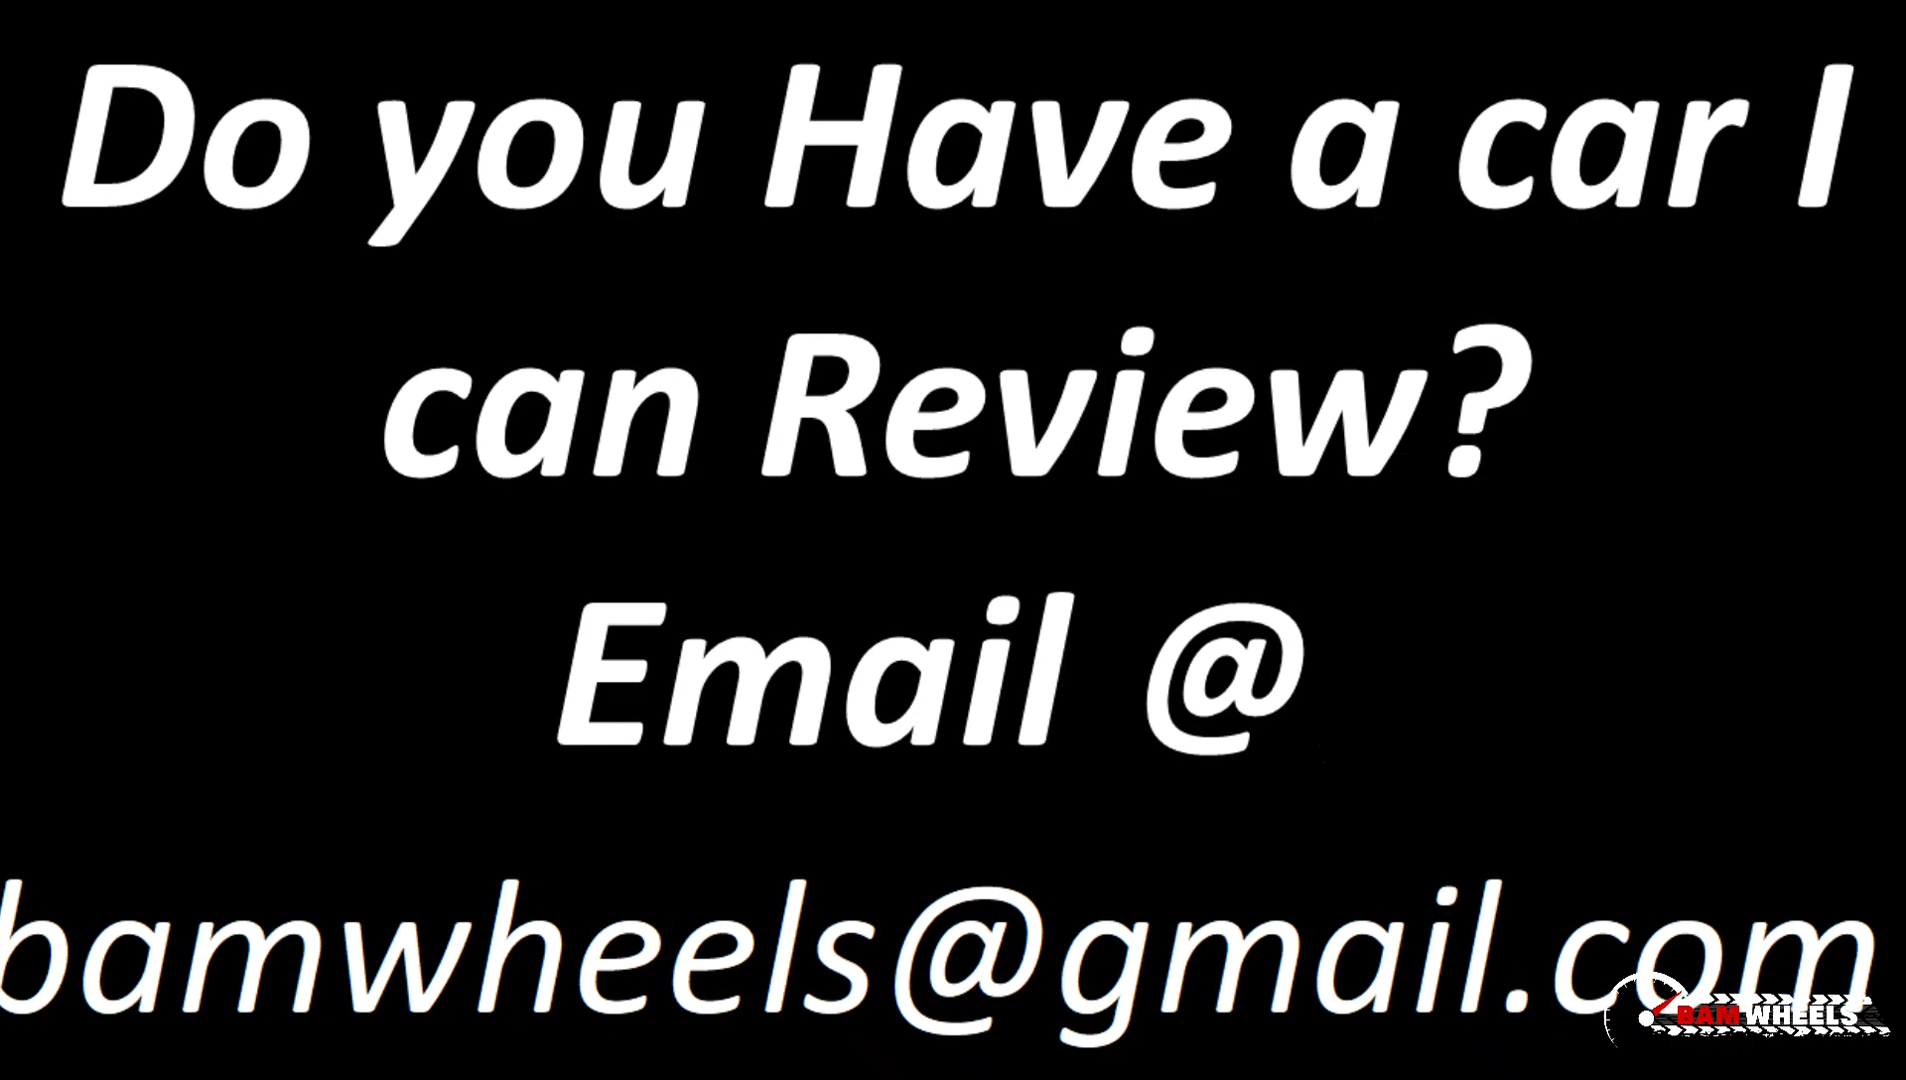 Do you Have a car I
can Review?
Email @
bamwheels@gmail.com
BAM WHEELS